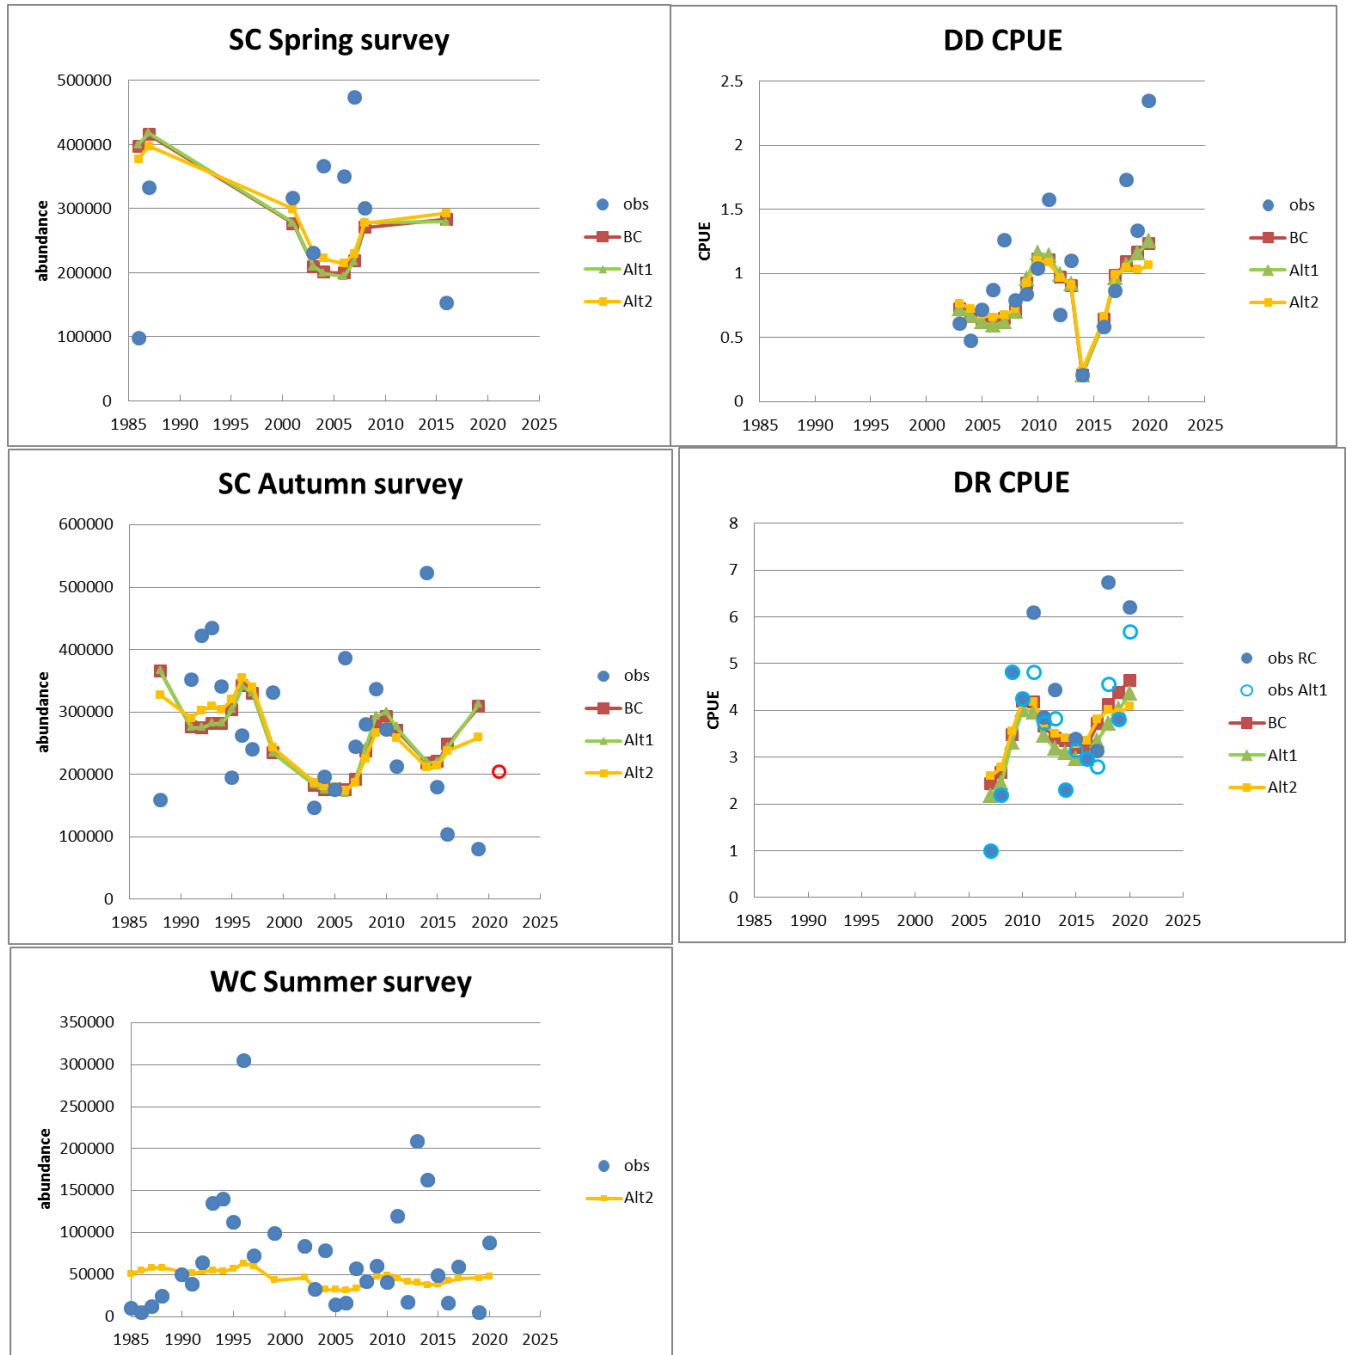 SC Spring survey
500000
400000
300000
200000
100000
0
abundance
1985 1990 1995 2000 2005 2010 2015 2020 2025
obs
BC
Alt1
Alt2
DD CPUE
2.5
2
1.5
1
0.5
0
CPUE
1985 1990 1995 2000 2005 2010 2015 2020 2025
obs
BC
Alt1
Alt2
SC Autumn survey
600000
500000
400000
300000
200000
100000
0
abundance
1985 1990 1995 2000 2005 2010 2015 2020 2025
obs
BC
Alt1
Alt2
DR CPUE
8
7
6
5
4
3
2
1
0
CPUE
1985 1990 1995 2000 2005 2010 2015 2020 2025
obs RC
obs Alt1
BC
Alt1
Alt2
WC Summer survey
350000
300000
250000
200000
150000
100000
50000
0
abundance
1985 1990 1995 2000 2005 2010 2015 2020 2025
obs
Alt2